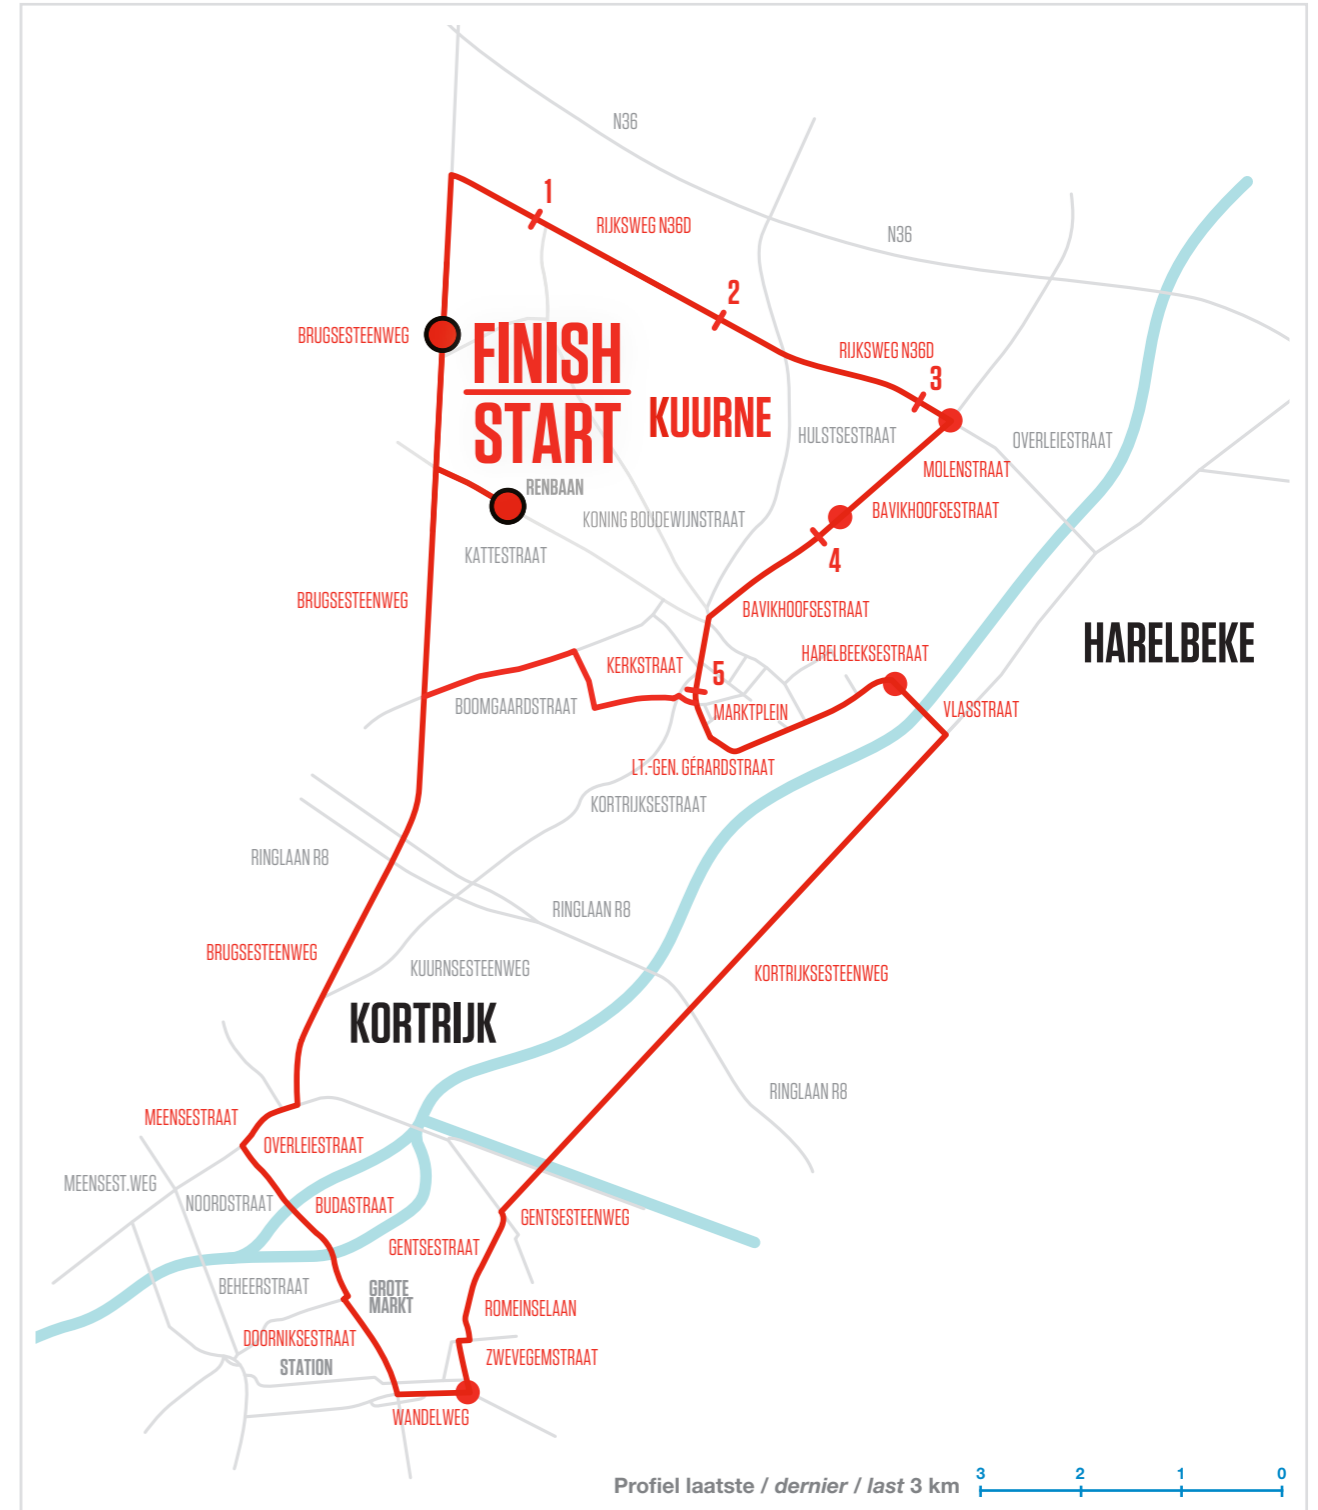 N36
1
RIJKSWEG N36D
N36
2
BRUGSESTEENWEG
FINISH
START
RIJKSWEG N36D
3
KUURNE
HULSTSESTRAAT
OVERLEIESTRAAT
MOLENSTRAAT
RENBAAN
BAVIKHOOFSESTRAAT
KONING BOUDEWIJNSTRAAT
KATTESTRAAT
4
BRUGSESTEENWEG
BAVIKHOOFSESTRAAT
HARELBEKE
HARELBEEKSESTRAAT
KERKSTRAAT
5
BOOMGAARDSTRAAT
MARKTPLEIN
VLASSTRAAT
LT.-GEN. GÉRARDSTRAAT
KORTRIJKSESTRAAT
RINGLAAN R8
RINGLAAN R8
BRUGSESTEENWEG
KUURNSESTEENWEG
KORTRIJKSESTEENWEG
KORTRIJK
RINGLAAN R8
MEENSESTRAAT
OVERLEIESTRAAT
MEENSEST.WEG
NOORDSTRAAT
BUDASTRAAT
GENTSESTEENWEG
GENTSESTRAAT
BEHEERSTRAAT
GROTE
MARKT
ROMEINSELAAN
DOORNIKSESTRAAT
ZWEVEGEMSTRAAT
STATION
WANDELWEG
Profiel laatste / dernier / last 3 km
3 2 1 0